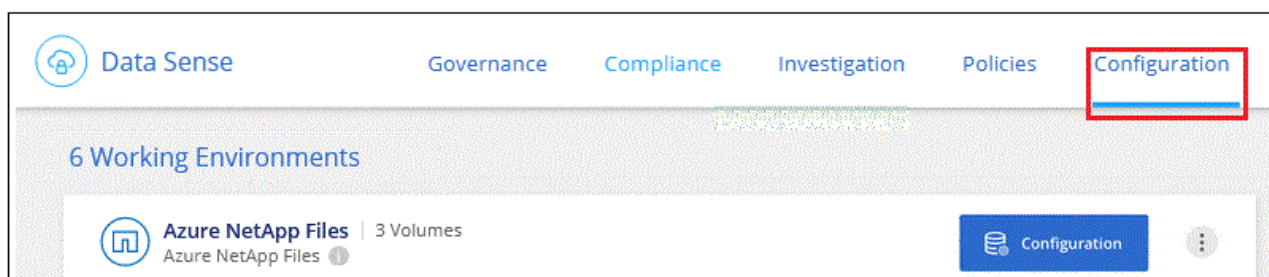 Data Sense Governance Compliance Investigation Policies Configuration
6 Working Environments
Azure NetApp Files | 3 Volumes
Azure NetApp Files
Configuration